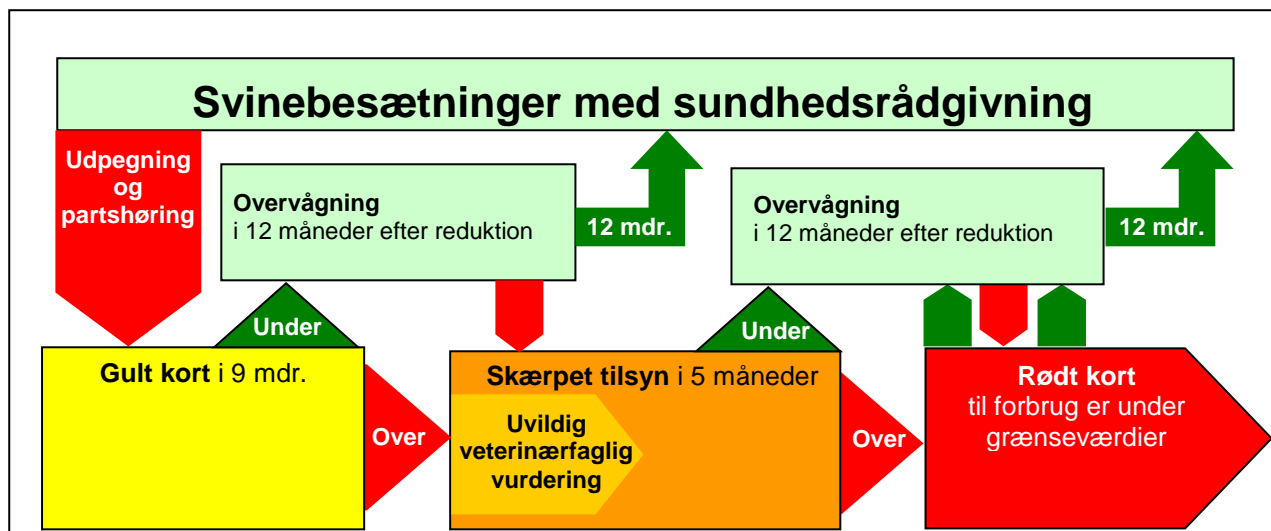 Svinebesætninger med sundhedsrådgivning
Udpegning
og
partshøring
Overvågning
i 12 måneder efter reduktion
12 mdr.
Overvågning
i 12 måneder efter reduktion
12 mdr.
Under
Under
Gult kort i 9 mdr.
Over
Skærpet tilsyn i 5 måneder
Uvildig
veterinærfaglig
vurdering
Over
Rødt kort
til forbrug er under
grænseværdier